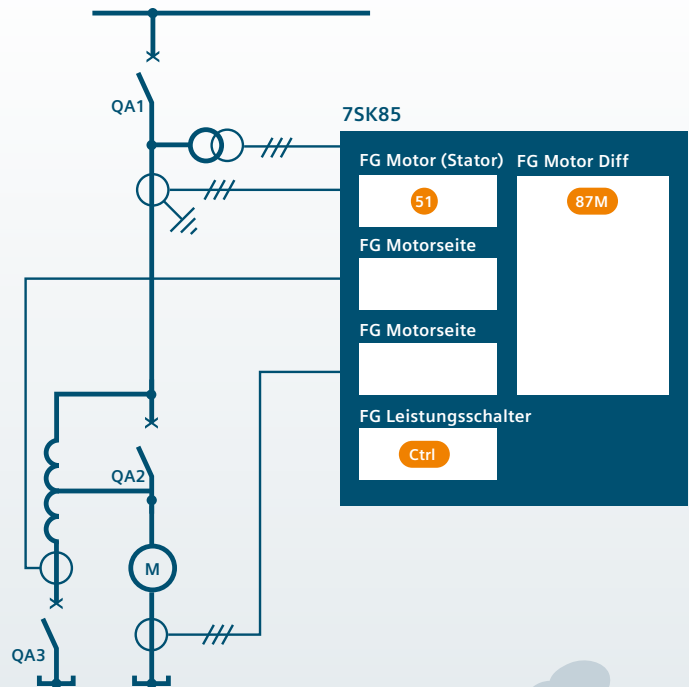 QA1
7SK85
FG Motor (Stator)
FG Motor Diff
51
87M
FG Motorseite
FG Motorseite
FG Leistungsschalter
Ctrl
QA2
M
QA3